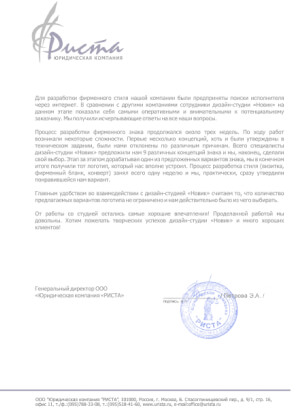 Риста
ЮРИДИЧЕСКАЯ КОМПАНИЯ
Для разработки фирменного стиля нашей компании были предприняты поиски исполнителя
через интернет. В сравнении с другими компаниями сотрудники дизайн-студии «Новик» на
данном этапе показали себя самыми оперативными и внимательными к потенциальному
заказчику. Мы получили исчерпывающие ответы на все наши вопросы.
Процесс разработки фирменного знака продолжался около трех недель. По ходу работ
возникали некоторые сложности. Первые несколько концепций, хоть и были утверждены в
техническом задании, были нами отклонены по различным причинам. Всего специалисты
дизайн-студии «Новик» предложили нам 9 различных концепций знака и мы, наконец, сделали
свой выбор. Этап за этапом дорабатывая один из предложенных вариантов знака, мы в конечном
итоге получили тот логотип, который нас вполне устроил. Процесс разработки стиля (визитка,
фирменный бланк, конверт) занял всего одну неделю и мы, практически, сразу утвердили
понравившийся нам вариант.
Главным удобством во взаимодействии с дизайн-студией «Новик» считаем то, что количества
предлагаемых вариантов логотипа не ограничено и нам действительно было из чего выбирать.
От работы со студией остались самые хорошие впечатления! Проделанной работой мы
довольны. Хотим пожелать творческих успехов дизайн-студии «Новик» и много хороших
клиентов!
Генеральный директор ООО
«Юридическая компания «РИСТА»
Петрова Э.А. /
подпись
РИСТА
ООО "Юридическая компания "РИСТА", 101000, Россия, г. Москва, Б. Спасоглинищевский пер., д. 9/1, стр. 16,
офис 11, т./ф.:(095)788-33-88, т.:(095)518-41-60, www.urista.ru, e-mail:office@urista.ru